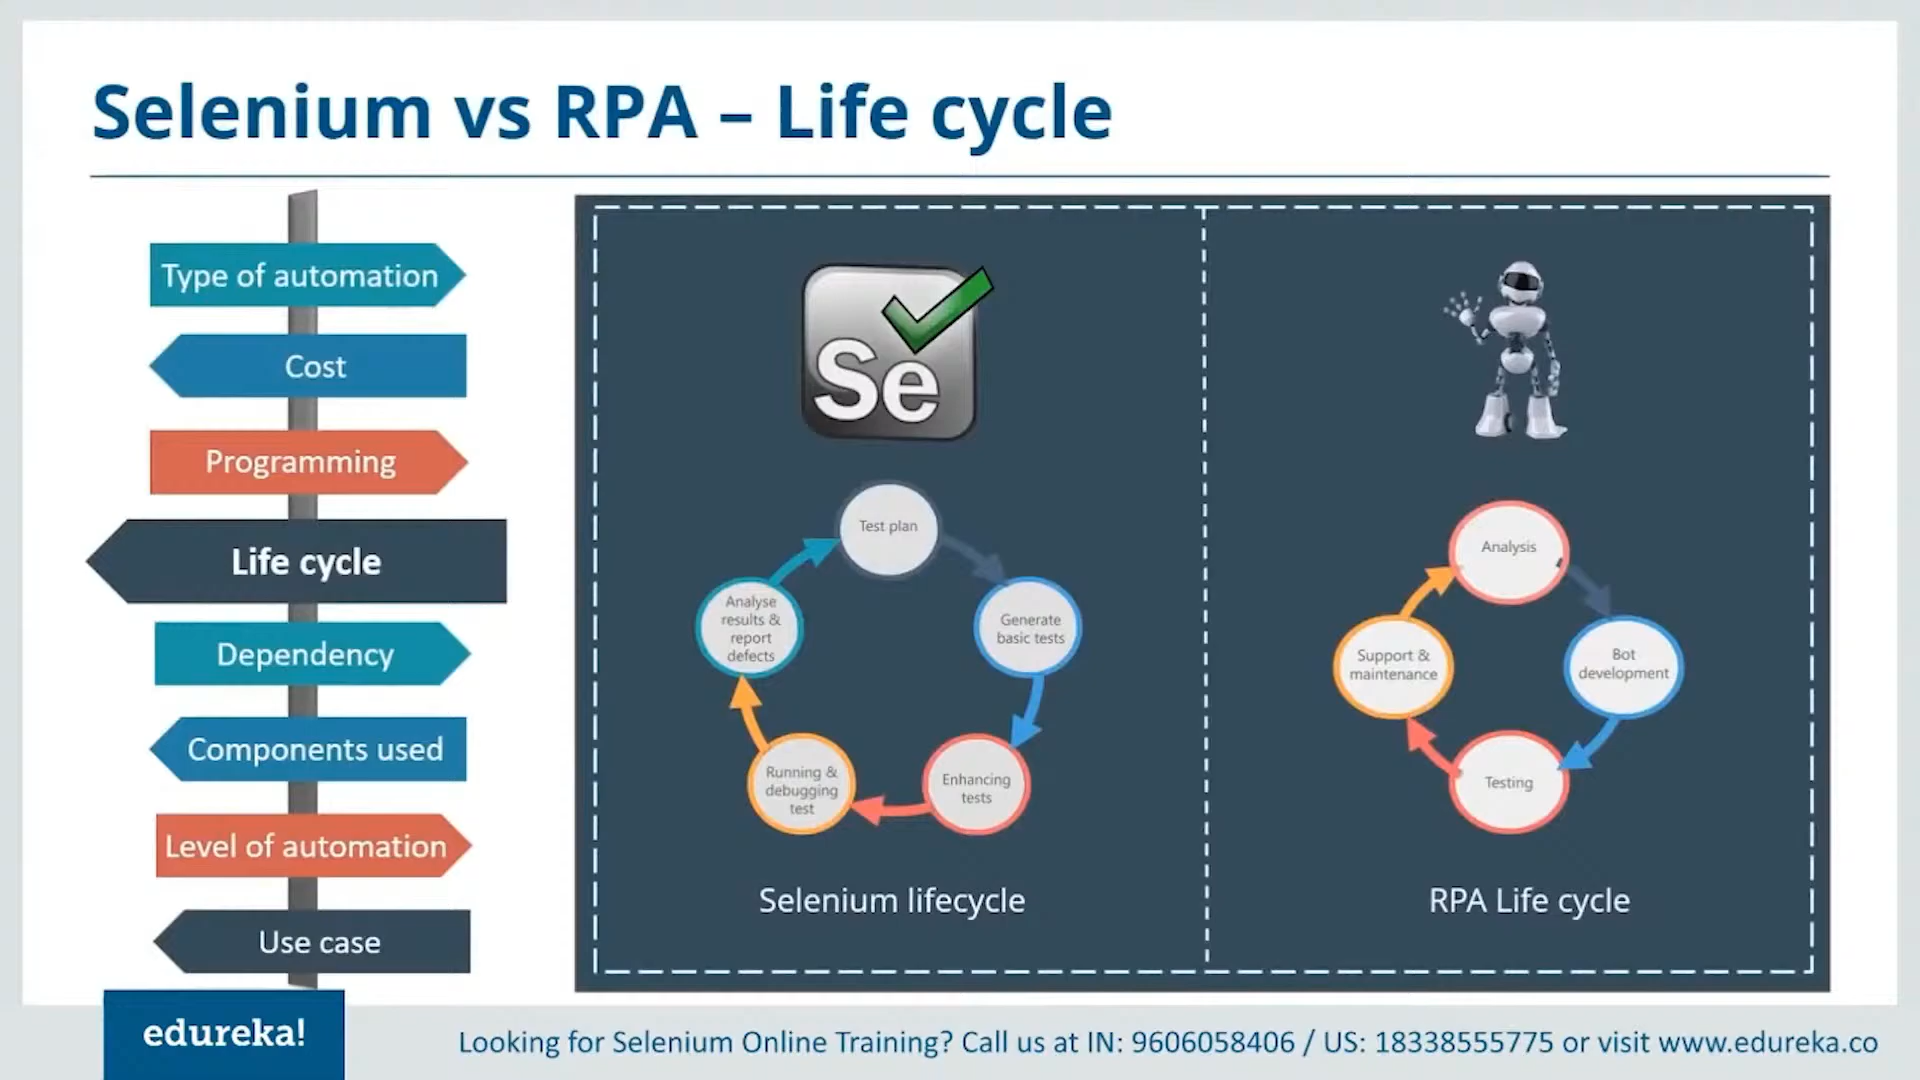 Selenium vs RPA – Life cycle
Type of automation
Cost
Programming
Life cycle
Dependency
Components used
Level of automation
Use case
Se
Test plan
Generate
basic tests
Enhancing
tests
Running &
debugging
test
Analyse
results &
report
defects
Selenium lifecycle
Analysis
Bot
development
Testing
Support &
maintenance
RPA Life cycle
edureka!
Looking for Selenium Online Training? Call us at IN: 9606058406 / US: 18338555775 or visit www.edureka.co